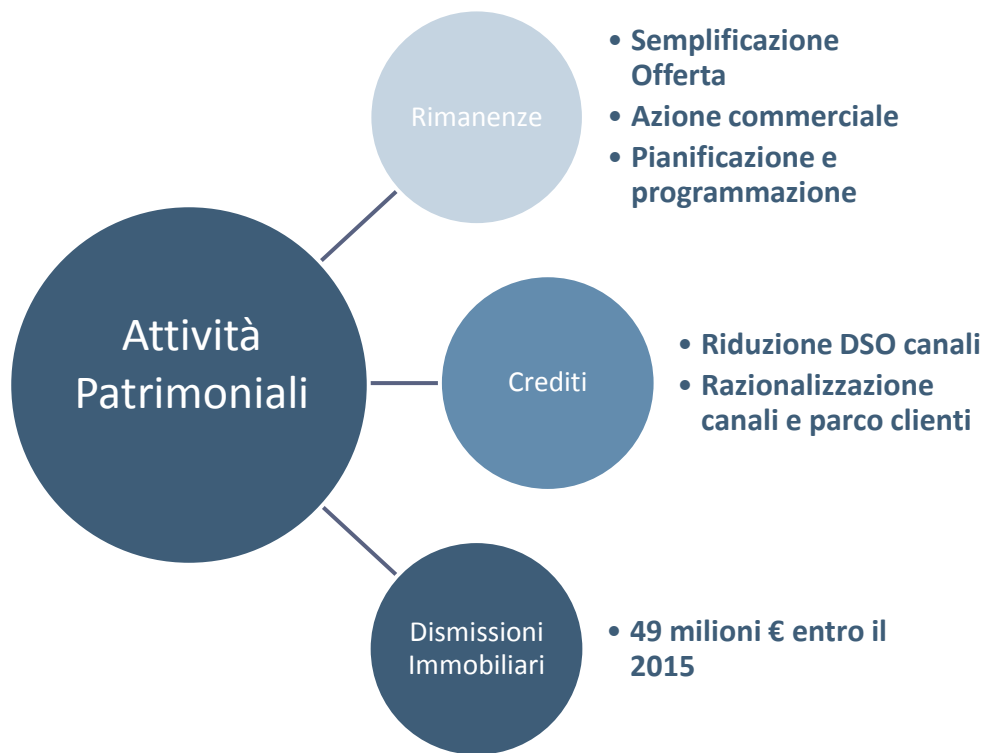 Rimanenze
• Semplificazione
Offerta
• Azione commerciale
• Pianificazione e
programmazione
Attività
Patrimoniali
Crediti
• Riduzione DSO canali
• Razionalizzazione
canali e parco clienti
Dismissioni
Immobiliari
• 49 milioni € entro il
2015